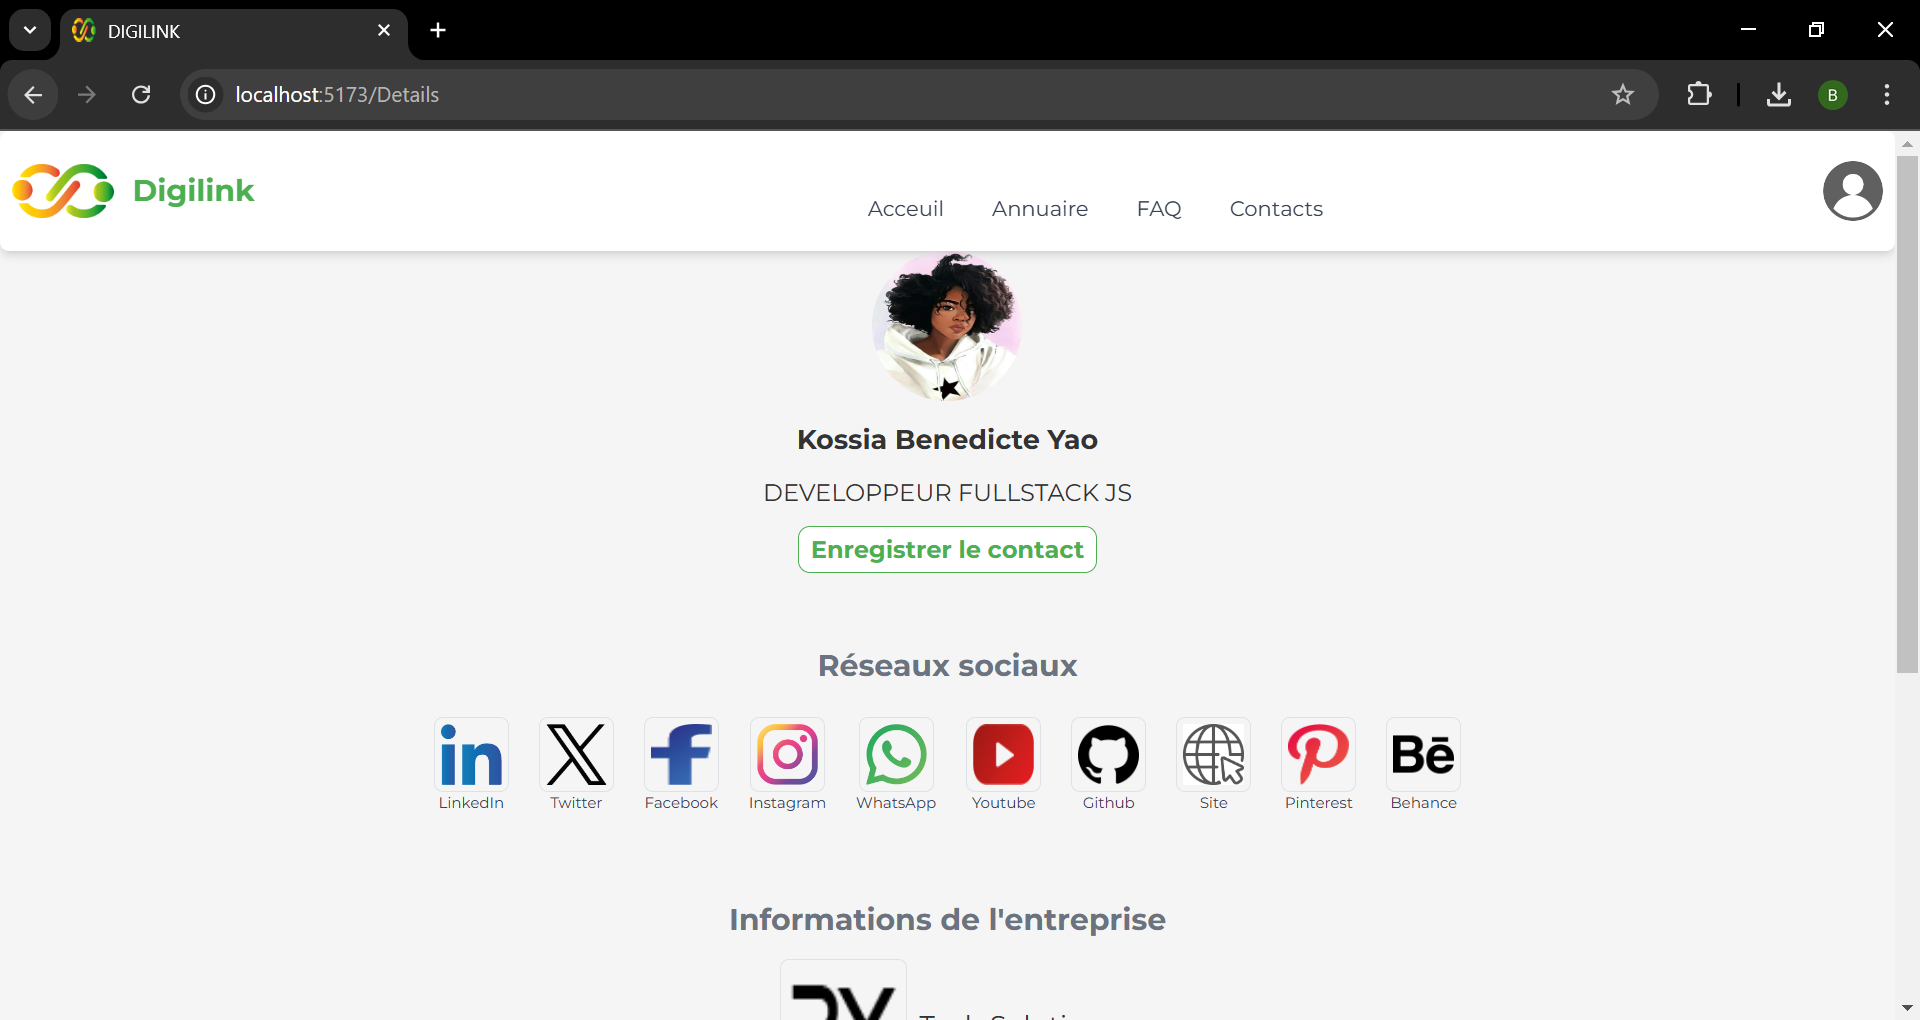 DIGILINK
localhost:5173/Details
B
Digilink
Acceuil Annuaire FAQ Contacts
Kossia Benedicte Yao
DEVELOPPEUR FULLSTACK JS
Enregistrer le contact
Réseaux sociaux
in Bē
LinkedIn Twitter Facebook Instagram WhatsApp Youtube Github Site Pinterest Behance
Informations de l'entreprise